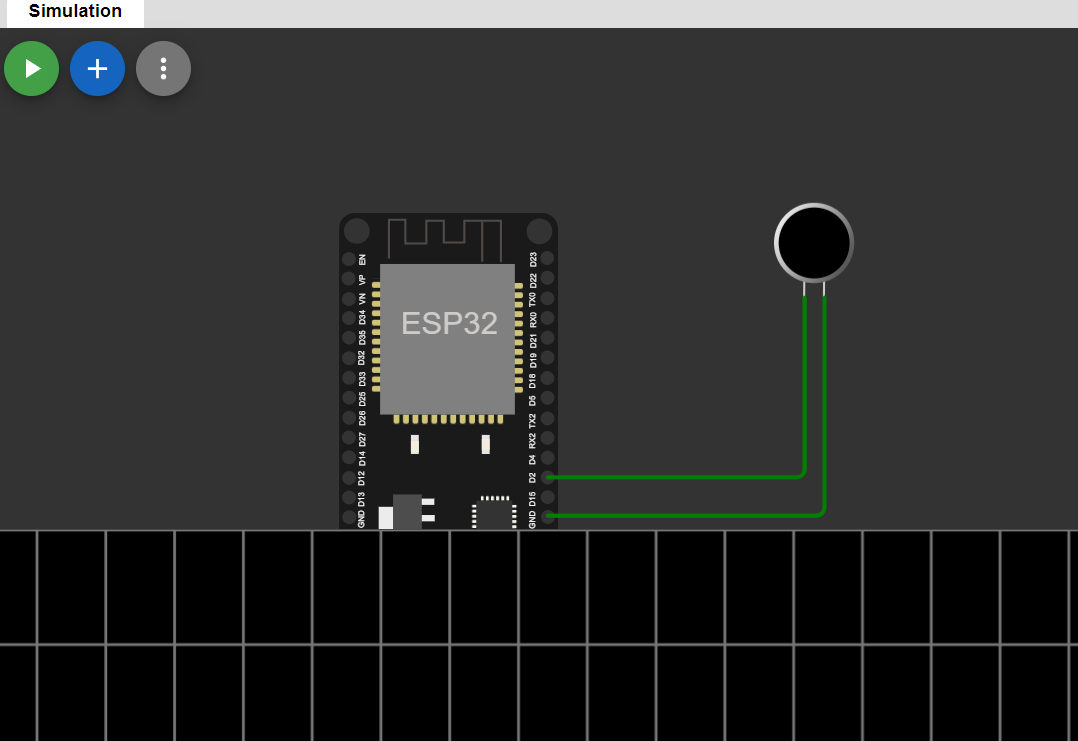 Simulation
ESP32
EN
VP
VN
D34
D35
D32
D33
D25
D26
D27
D14
D12
D13
GND
D23
D22
TX0
RX0
D21
D19
D18
D5
TX2
RX2
D4
D2
D15
GND